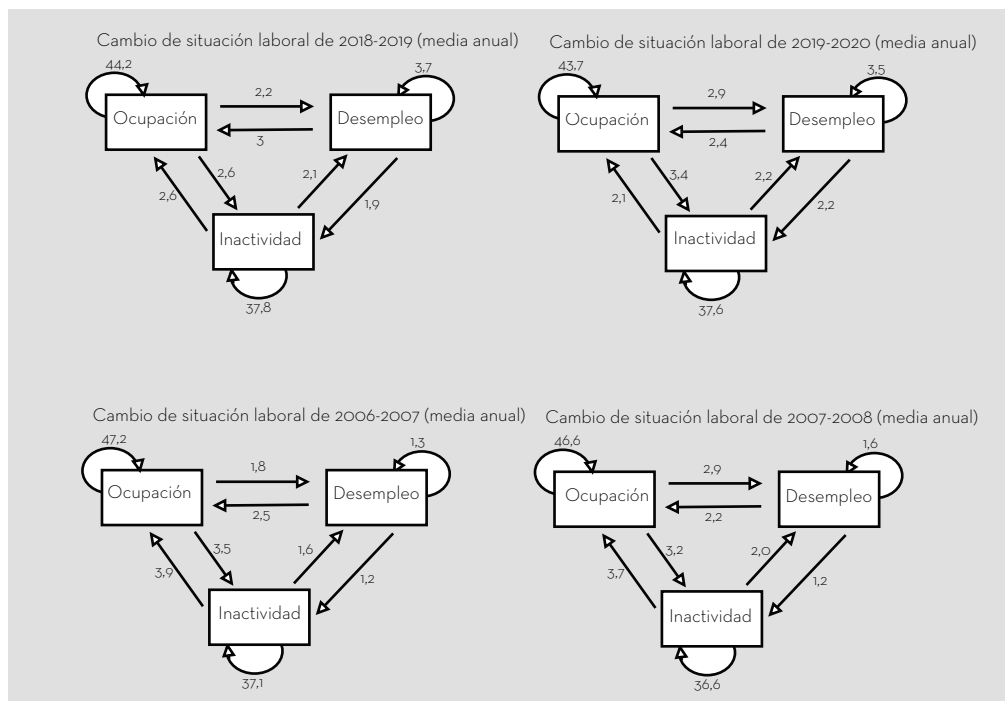 Cambio de situación laboral de 2018-2019 (media anual)
44,2
3,7
2,2
Ocupación
Desempleo
3
2,6
2,1
2,6
1,9
Inactividad
37,8
Cambio de situación laboral de 2019-2020 (media anual)
43,7
3,5
2,9
Ocupación
Desempleo
2,4
3,4
2,2
2,1
2,2
Inactividad
37,6
Cambio de situación laboral de 2006-2007 (media anual)
47,2
1,3
1,8
Ocupación
Desempleo
2,5
3,5
1,6
3,9
1,2
Inactividad
37,1
Cambio de situación laboral de 2007-2008 (media anual)
46,6
1,6
2,9
Ocupación
Desempleo
2,2
3,2
2,0
3,7
1,2
Inactividad
36,6